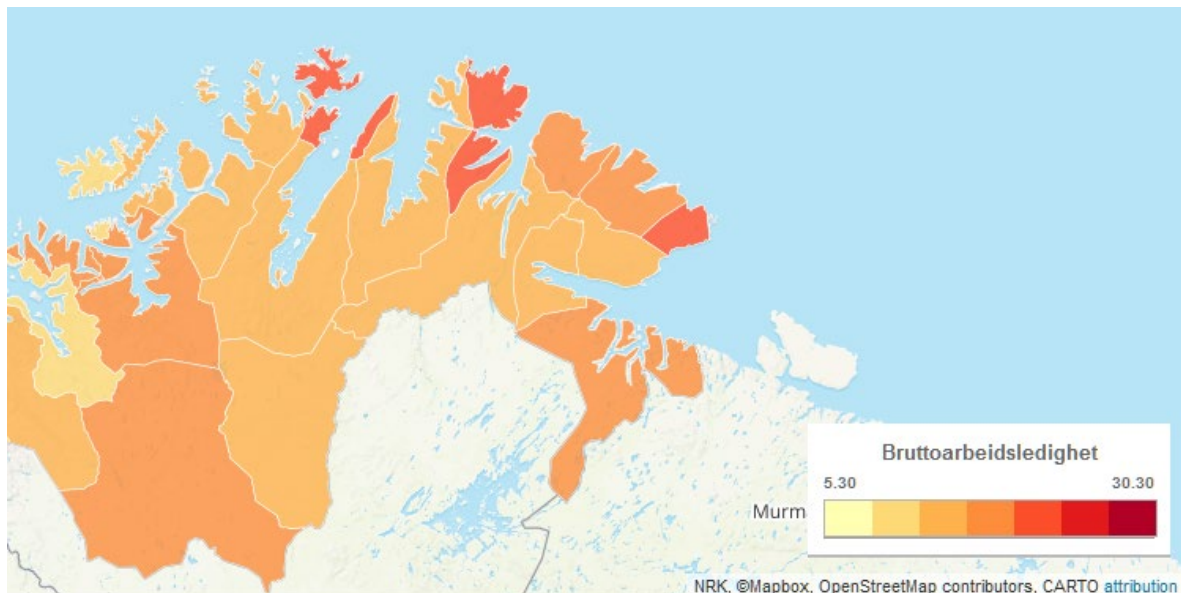 Bruttoarbeidsledighet
5.30 30.30
Murm
NRK, ©Mapbox, OpenStreetMap contributors, CARTO attribution